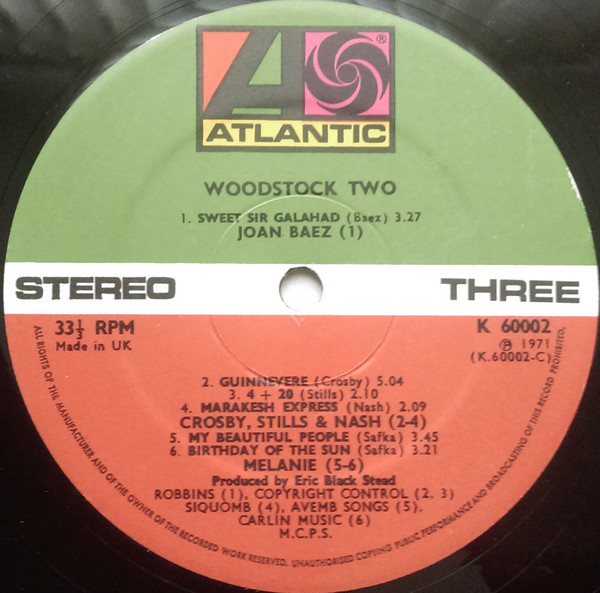 ®
ATLANTIC
WOODSTOCK TWO
1. SWEET SIR GALAHAD (Baez) 3.27
JOAN BAEZ (1)
STEREO
THREE
33⅓ RPM
Made in UK
K 60002
℗ 1971
(K.60002-C)
2. GUINNEVERE (Crosby) 5.04
3. 4 + 20 (Stills) 2.10
4. MARAKESH EXPRESS (Nash) 2.09
CROSBY, STILLS & NASH (2-4)
5. MY BEAUTIFUL PEOPLE (Safka) 3.45
6. BIRTHDAY OF THE SUN (Safka) 3.21
MELANIE (5-6)
Produced by Eric Black Stead
ROBBINS (1), COPYRIGHT CONTROL (2, 3)
SIQUOMB (4), AVEMB SONGS (5).
CARLIN MUSIC (6)
M.C.P.S.
ALL RIGHTS OF THE MANUFACTURER AND OF THE OWNER OF THE RECORDED WORK RESERVED. UNAUTHORISED COPYING PUBLIC PERFORMANCE AND BROADCASTING OF THIS RECORD PROHIBITED.